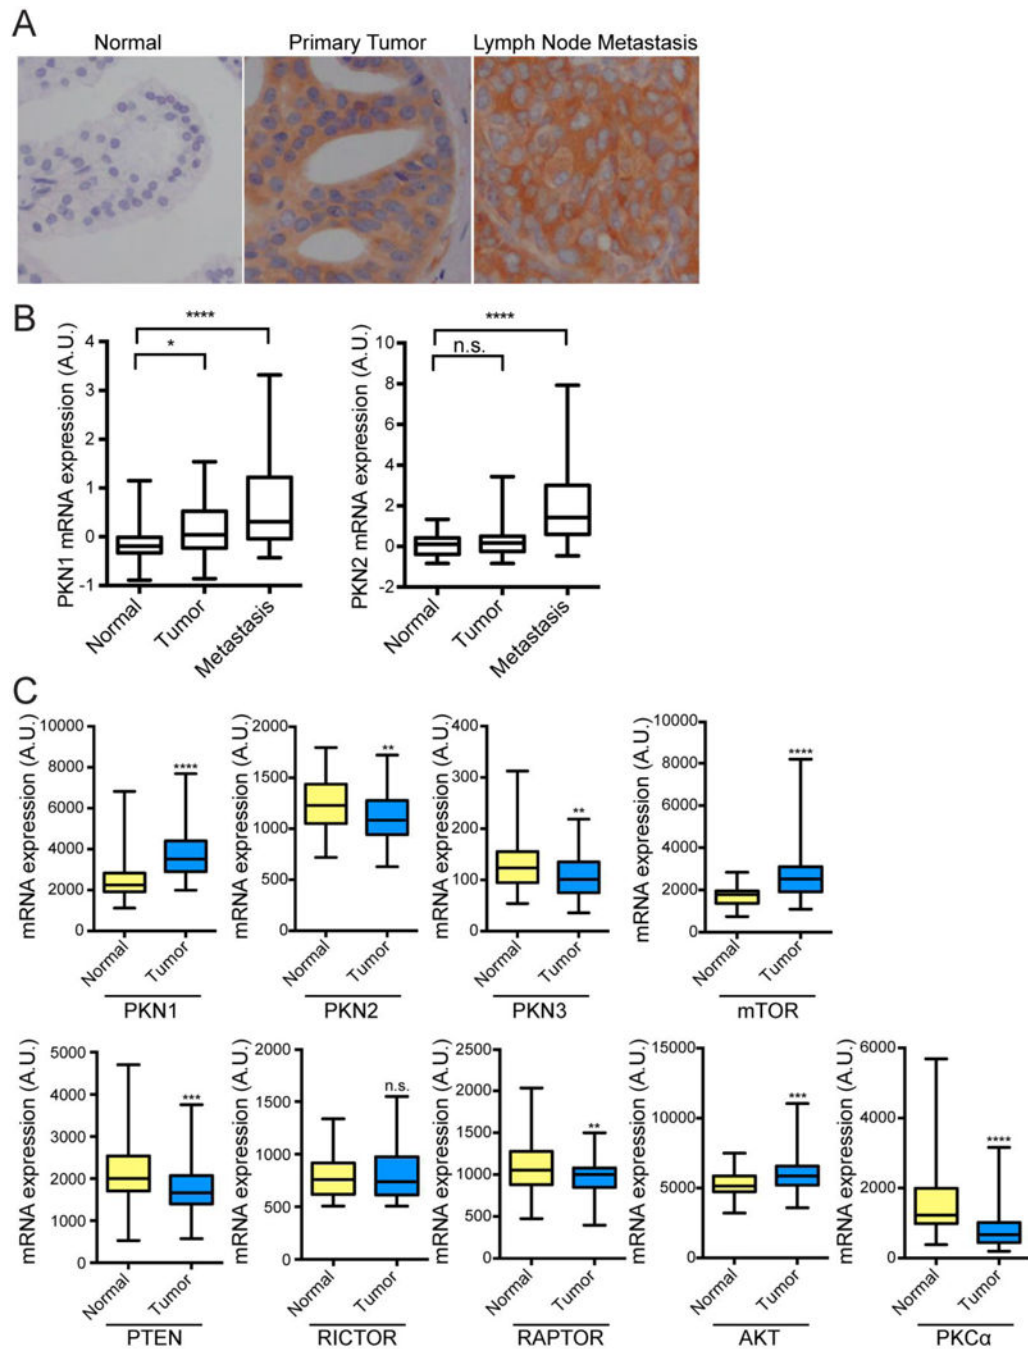 A
Normal
Primary Tumor
Lymph Node Metastasis
B
PKN1 mRNA expression (A.U.)
4
3
2
1
0
-1
*
****
Normal
Tumor
Metastasis
PKN2 mRNA expression (A.U.)
10
8
6
4
2
0
-2
n.s.
****
Normal
Tumor
Metastasis
C
mRNA expression (A.U.)
10000
8000
6000
4000
2000
0
****
Normal
Tumor
PKN1
mRNA expression (A.U.)
2000
1500
1000
500
0
**
Normal
Tumor
PKN2
mRNA expression (A.U.)
400
300
200
100
0
**
Normal
Tumor
PKN3
mRNA expression (A.U.)
10000
8000
6000
4000
2000
0
****
Normal
Tumor
mTOR
mRNA expression (A.U.)
5000
4000
3000
2000
1000
0
***
Normal
Tumor
PTEN
mRNA expression (A.U.)
2000
1500
1000
500
0
n.s.
Normal
Tumor
RICTOR
mRNA expression (A.U.)
2500
2000
1500
1000
500
0
**
Normal
Tumor
RAPTOR
mRNA expression (A.U.)
15000
10000
5000
0
***
Normal
Tumor
AKT
mRNA expression (A.U.)
6000
4000
2000
0
****
Normal
Tumor
PKCα